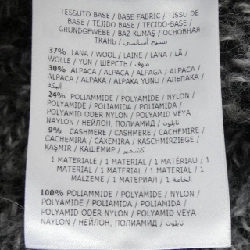 TESSUTO BASE / BASE FABRIC / TISSU DE
BASE / TEJIDO BASE / TECIDO-BASE /
GRUNDGEWEBE / BAZ KUMAŞ / ОСНОВНАЯ
ТКАНЬ /
37% LANA / WOOL / LAINE / LANA / LÃ /
WOLLE / YÜN / ШЕРСТЬ / صوف
30% ALPACA / ALPACA / ALPAGA / ALPACA /
ALPACA / ALPAKA / ALPAKA YÜNÜ / АЛЬПАКА /
24% POLIAMMIDE / POLYAMIDE / NYLON /
POLYAMIDE / POLIAMIDA / POLIAMIDA /
POLYAMID ODER NYLON / POLYAMID VEYA
NAYLON / НЕЙЛОН, ПОЛИАМИД /
9% CASHMERE / CASHMERE / CACHEMIRE /
CACHEMIRA / CAXEMIRA / KASCHMIRZIEGE /
KAŞMİR / КАШЕМИР /
1 MATERIALE / 1 MATERIAL / 1 MATÉRIAU / 1
MATERIAL / 1 MATERIAL / 1 MATERIAL / 1
MALZEME / 1 МАТЕРИАЛ /
100% POLIAMMIDE / POLYAMIDE / NYLON /
POLYAMIDE / POLIAMIDA / POLIAMIDA /
POLYAMID ODER NYLON / POLYAMID VEYA
NAYLON / НЕЙЛОН, ПОЛИАМИД /